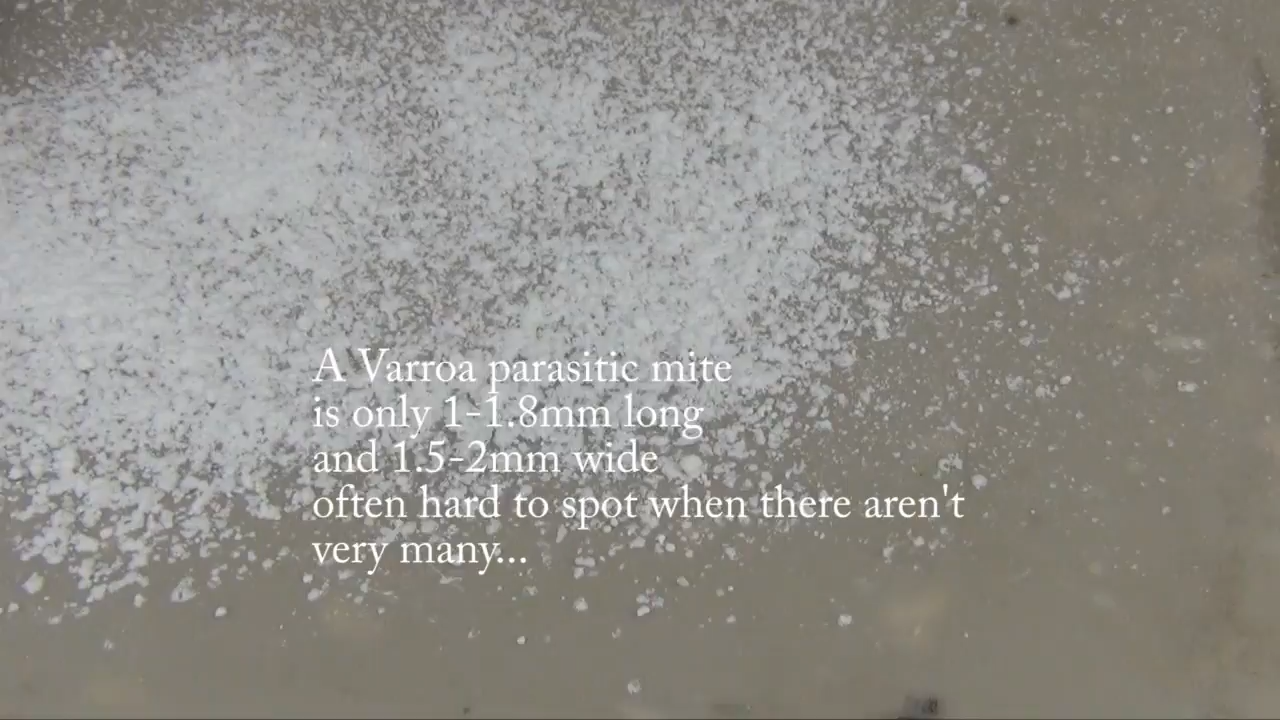 A Varroa parasitic mite
is only 1-1.8mm long
and 1.5-2mm wide
often hard to spot when there aren't
very many...